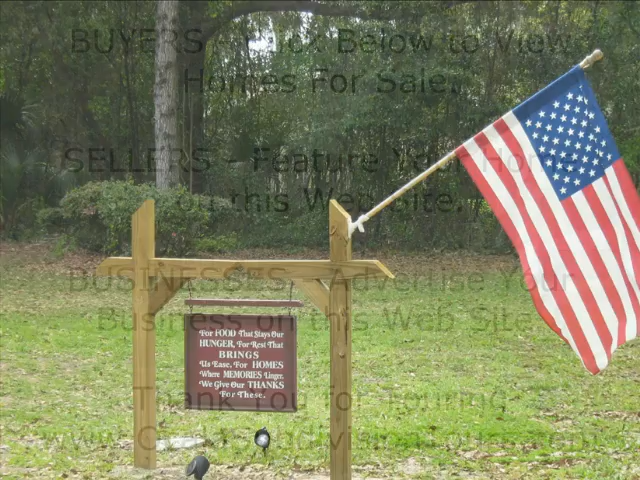 BUYERS - Click Below to View
Homes For Sale.
SELLERS - Feature Your Home
on this Web Site.
BUSINESSES - Advertise Your
Business on this Web Site.
For FOOD That Stays Our
HUNGER, For Rest That
BRINGS
Us Ease, For HOMES
Where MEMORIES Linger,
We Give Our THANKS
For These.
Thank You for